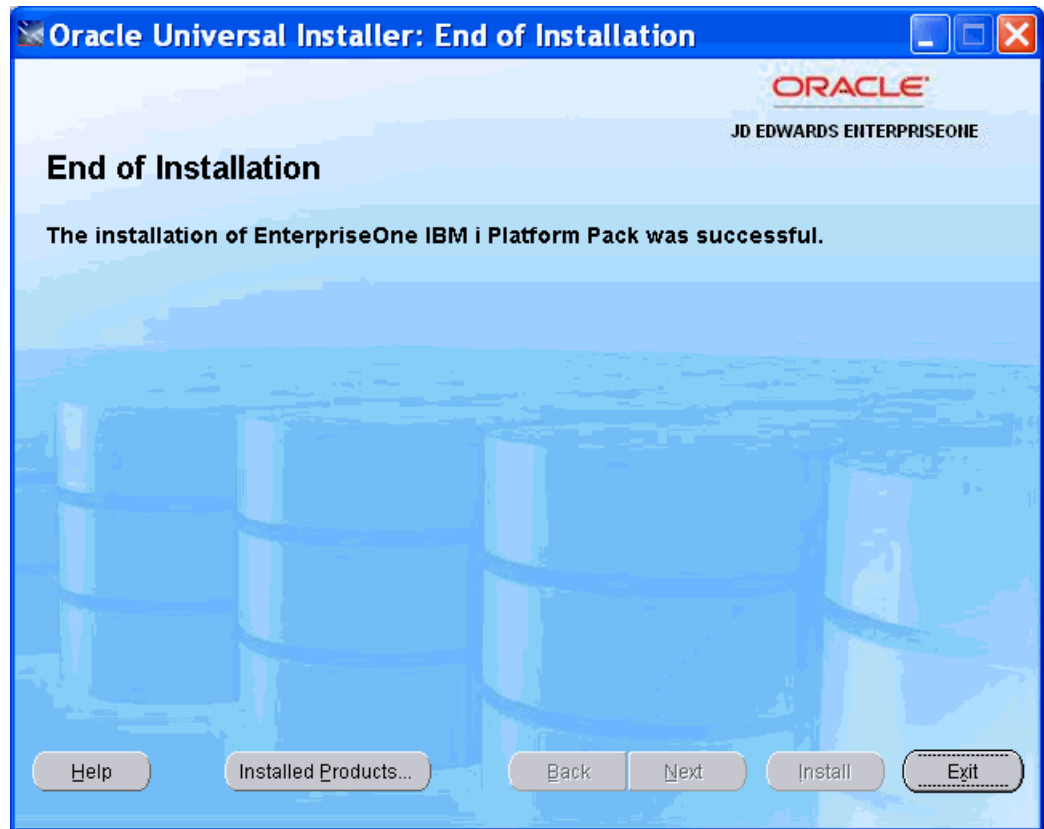 Oracle Universal Installer: End of Installation
ORACLE
JD EDWARDS ENTERPRISEONE
End of Installation
The installation of EnterpriseOne IBM i Platform Pack was successful.
Help
Installed Products...
Back
Next
Install
Exit